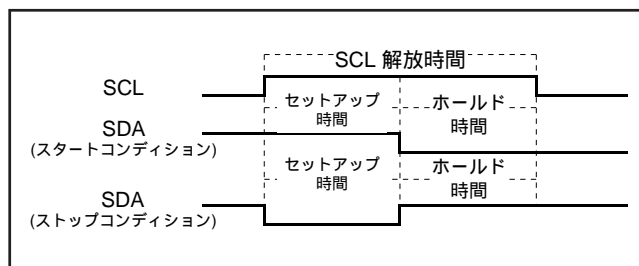 SCL 解放時間
SCL
セットアップ
時間
ホールド
時間
SDA
(スタートコンディション)
セットアップ
時間
ホールド
時間
SDA
(ストップコンディション)